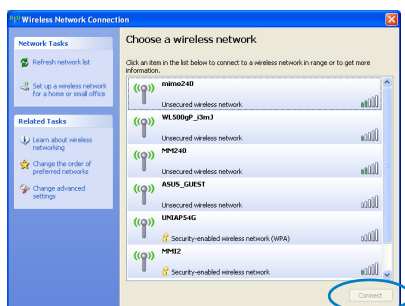 Wireless Network Connection
Network Tasks
Refresh network list
Set up a wireless network
for a home or small office
Related Tasks
Learn about wireless
networking
Change the order of
preferred networks
Change advanced
settings
Choose a wireless network
Click an item in the list below to connect to a wireless network in range or to get more
information.
mimo240
Unsecured wireless network
WL500gP_i3mJ
Unsecured wireless network
MM240
Unsecured wireless network
ASUS_GUEST
Unsecured wireless network
UNIAP54G
Security-enabled wireless network (WPA)
MMI2
Security-enabled wireless network
Connect